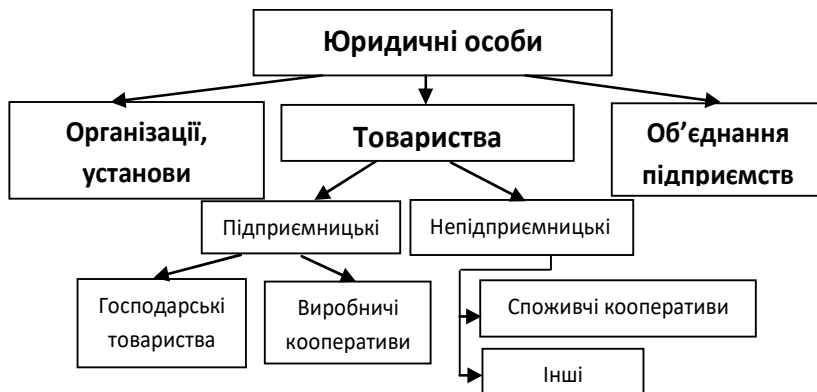 Юридичні особи
Організації,
установи
Товариства
Об’єднання
підприємств
Підприємницькі
Непідприємницькі
Господарські
товариства
Виробничі
кооперативи
Споживчі кооперативи
Інші